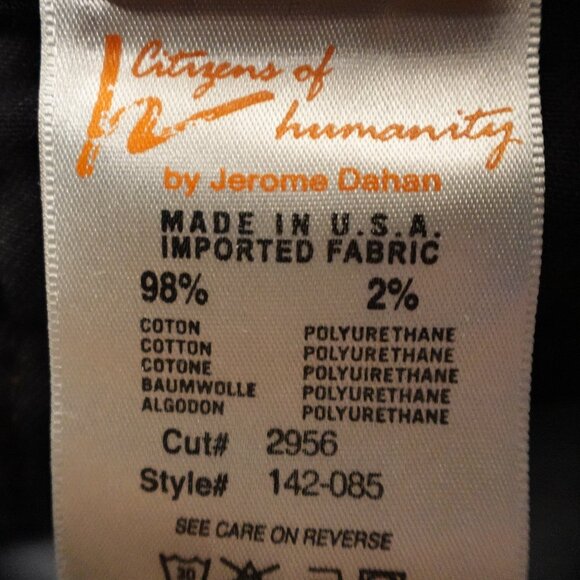 Citizens of
humanity
by Jerome Dahan
MADE IN U.S.A.
IMPORTED FABRIC
98% 2%
COTON POLYURETHANE
COTTON POLYURETHANE
COTONE POLYUIRETHANE
BAUMWOLLE POLYURETHANE
ALGODON POLYURETHANE
Cut# 2956
Style# 142-085
SEE CARE ON REVERSE
30